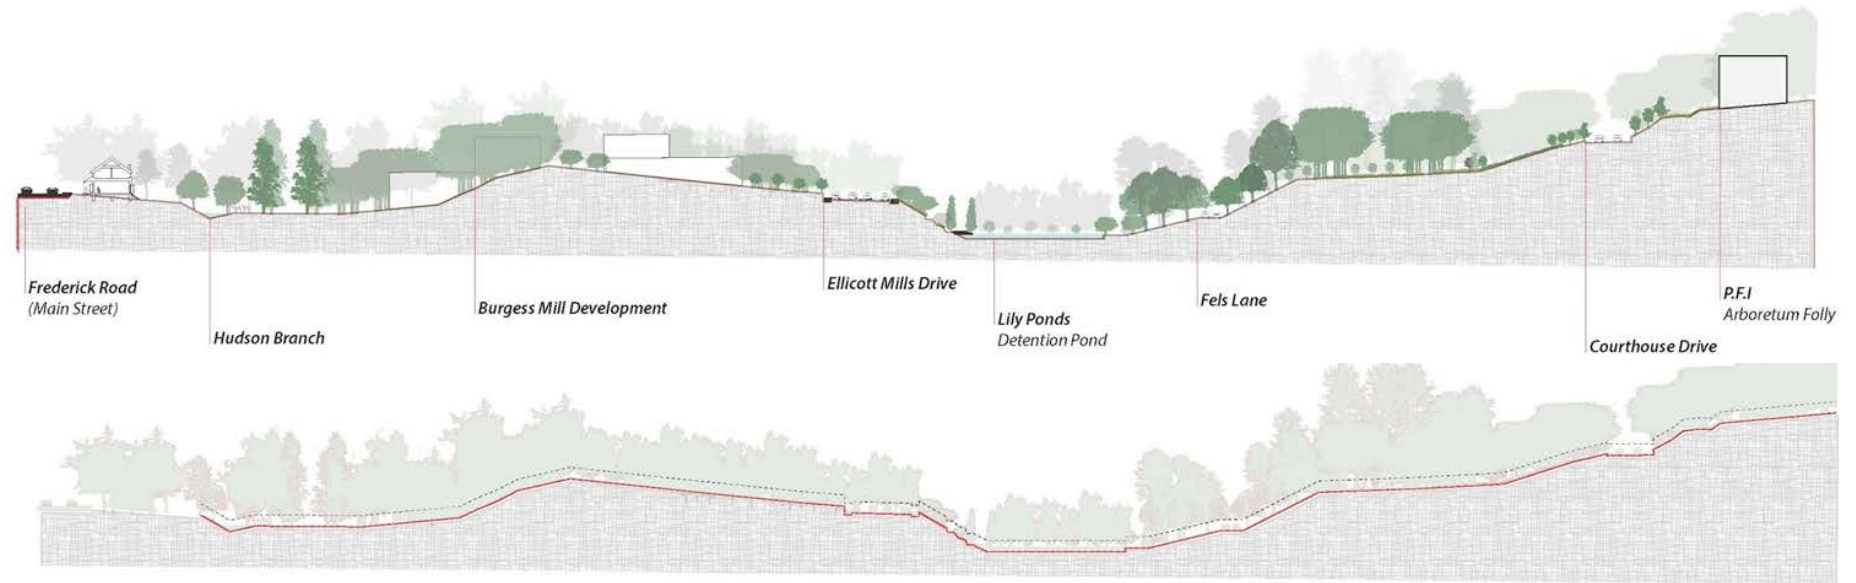 Frederick Road
(Main Street)
Hudson Branch
Burgess Mill Development
Ellicott Mills Drive
Lily Ponds
Detention Pond
Fels Lane
Courthouse Drive
P.F.I
Arboretum Folly